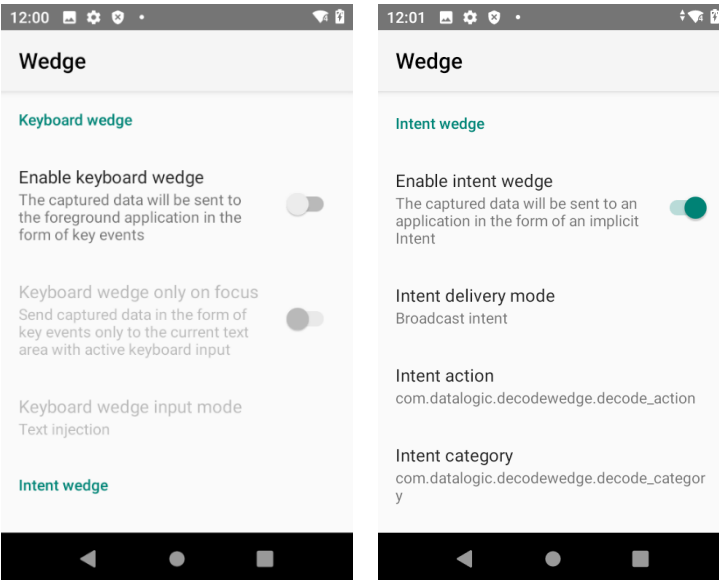 12:00
Wedge
Keyboard wedge
Enable keyboard wedge
The captured data will be sent to
the foreground application in the
form of key events
Keyboard wedge only on focus
Send captured data in the form of
key events only to the current text
area with active keyboard input
Keyboard wedge input mode
Text injection
Intent wedge
12:01
Wedge
Intent wedge
Enable intent wedge
The captured data will be sent to an
application in the form of an implicit
Intent
Intent delivery mode
Broadcast intent
Intent action
com.datalogic.decodewedge.decode_action
Intent category
com.datalogic.decodewedge.decode_categor
y